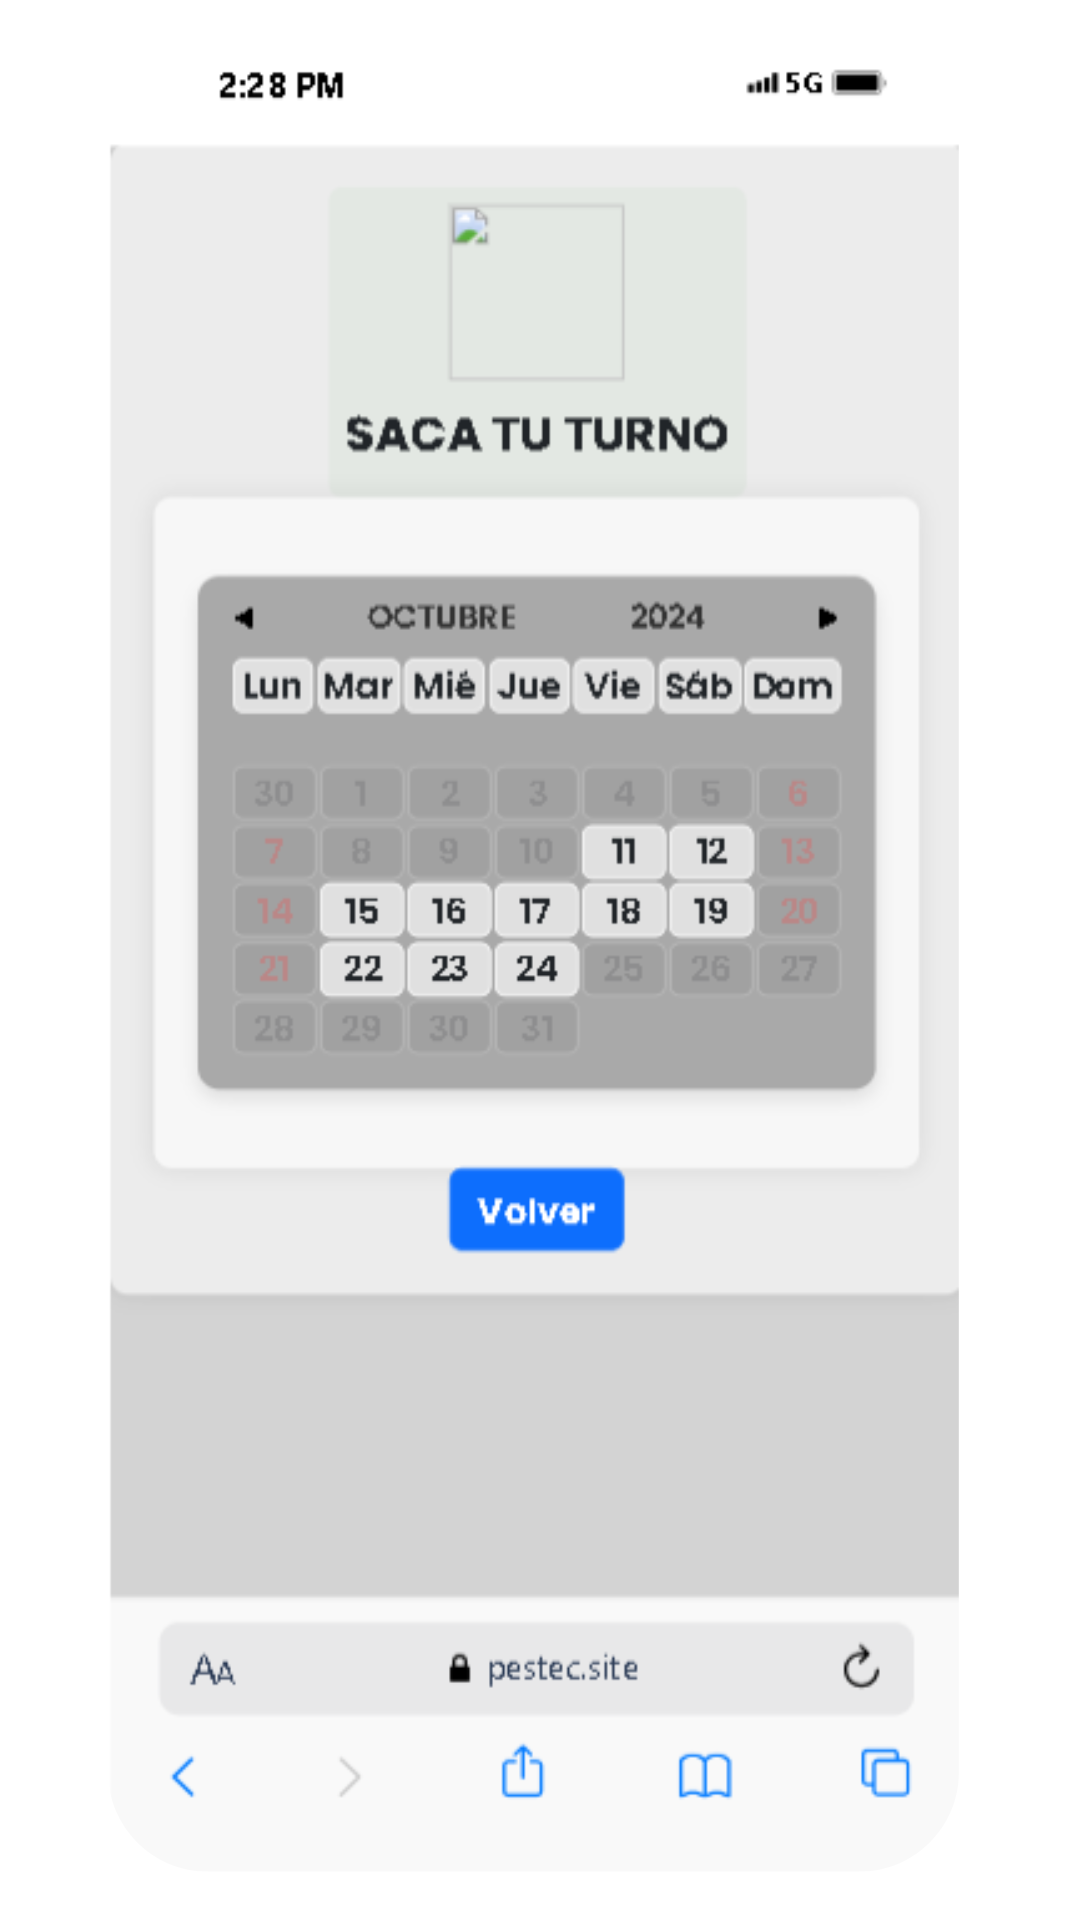 2:28 PM 5G
SACA TU TURNO
◀ OCTUBRE 2024 ▶
Lun Mar Mié Jue Vie Sáb Dom
30 1 2 3 4 5 6
7 8 9 10 11 12 13
14 15 16 17 18 19 20
21 22 23 24 25 26 27
28 29 30 31
Volver
AA pestec.site